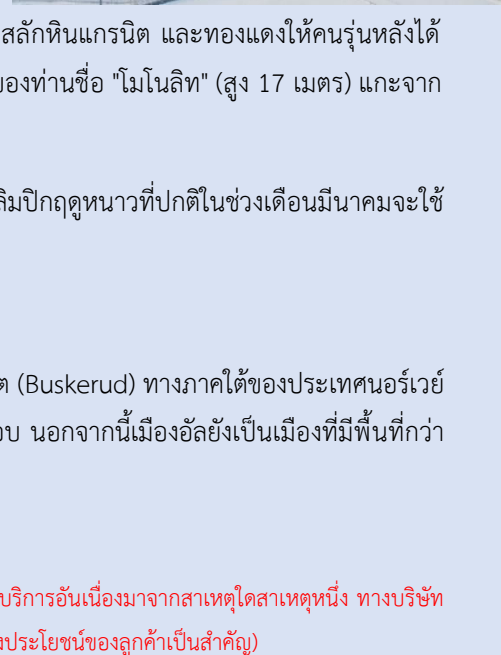 สลักหินแกรนิต และทองแดงให้คนรุ่นหลังได้
ของท่านชื่อ "โมโนลิท" (สูง 17 เมตร) แกะจาก
ลิมปิกฤดูหนาวที่ปกติในช่วงเดือนมีนาคมจะใช้
(Buskerud) ทางภาคใต้ของประเทศนอร์เวย์
นอกจากนี้เมืองอัลยังเป็นเมืองที่มีพื้นที่กว่า
บริการอันเนื่องมาจากสาเหตุใดสาเหตุหนึ่ง ทางบริษัท
ประโยชน์ของลูกค้าเป็นสำคัญ)